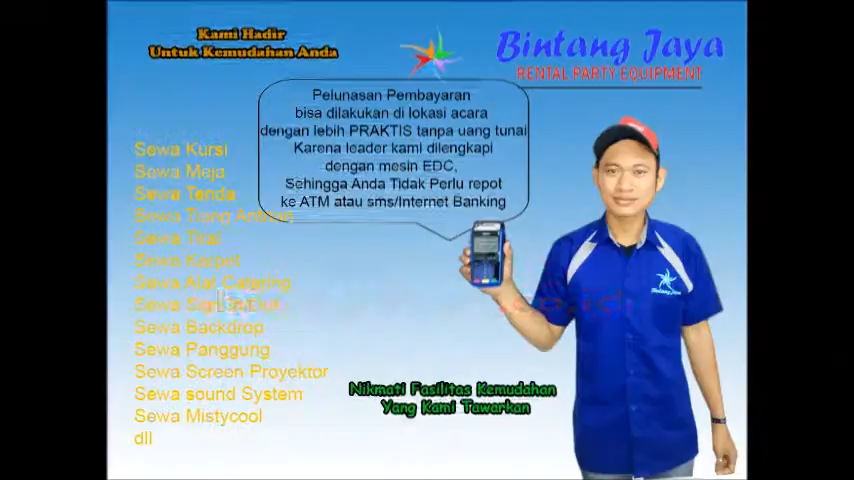 Kami Hadir
Untuk Kemudahan Anda
Bintang Jaya
RENTAL PARTY EQUIPMENT
Pelunasan Pembayaran
bisa dilakukan di lokasi acara
dengan lebih PRAKTIS tanpa uang tunai
Karena leader kami dilengkapi
dengan mesin EDC,
Sehingga Anda Tidak Perlu repot
ke ATM atau sms/Internet Banking
Sewa Kursi
Sewa Meja
Sewa Tenda
Sewa Tiang Antrian
Sewa Tirai
Sewa Karpet
Sewa Alat Catering
Sewa
Sewa Backdrop
Sewa Panggung
Sewa Screen Proyektor
Sewa sound System
Sewa Mistycool
dll
Bintang Jaya
Nikmati Fasilitas Kemudahan
Yang Kami Tawarkan